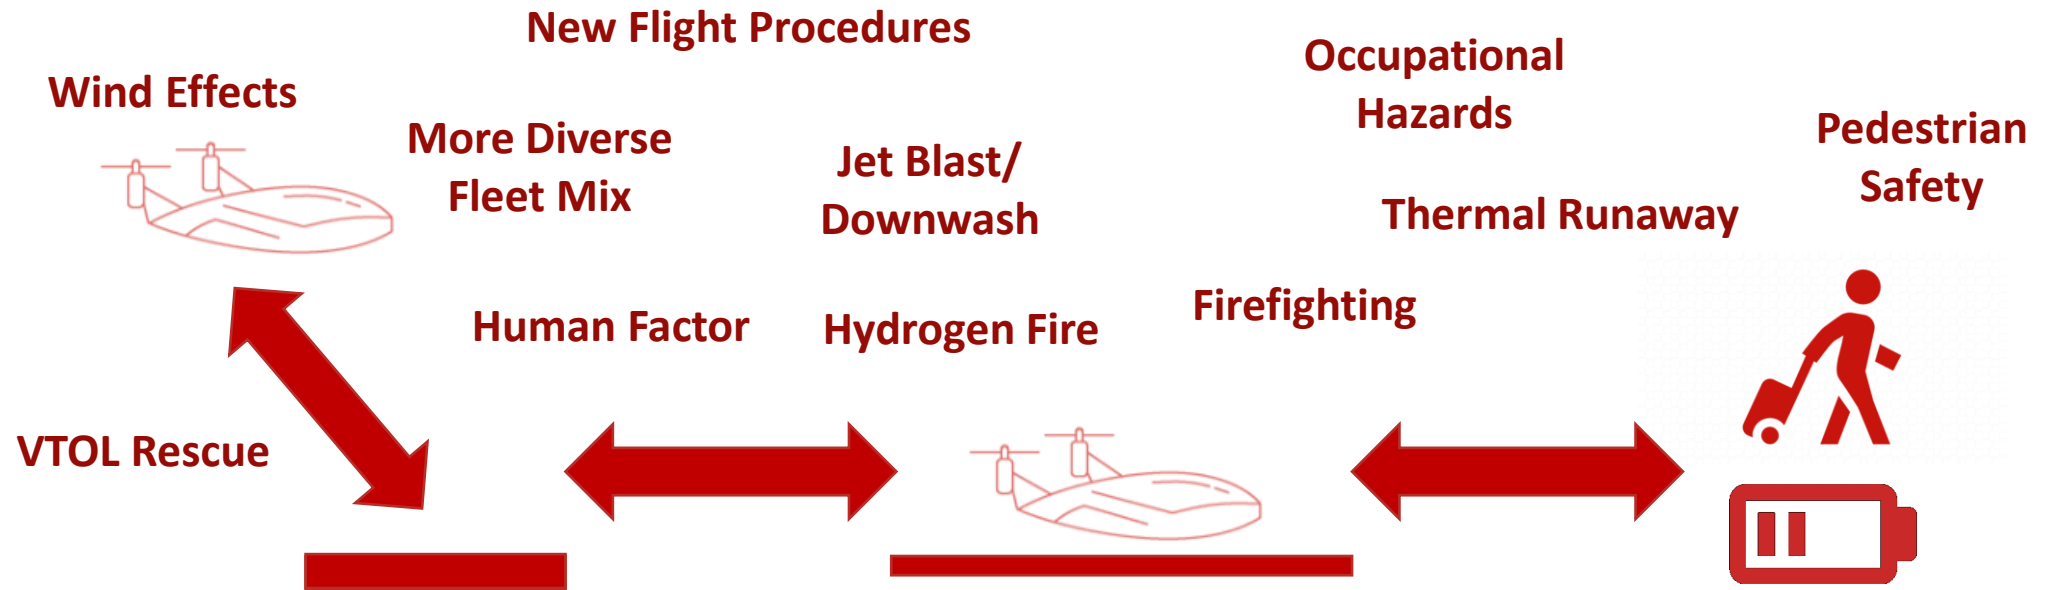 New Flight Procedures
Wind Effects
More Diverse
Fleet Mix
Jet Blast/
Downwash
Occupational
Hazards
Pedestrian
Safety
Thermal Runaway
Human Factor
Hydrogen Fire
Firefighting
VTOL Rescue